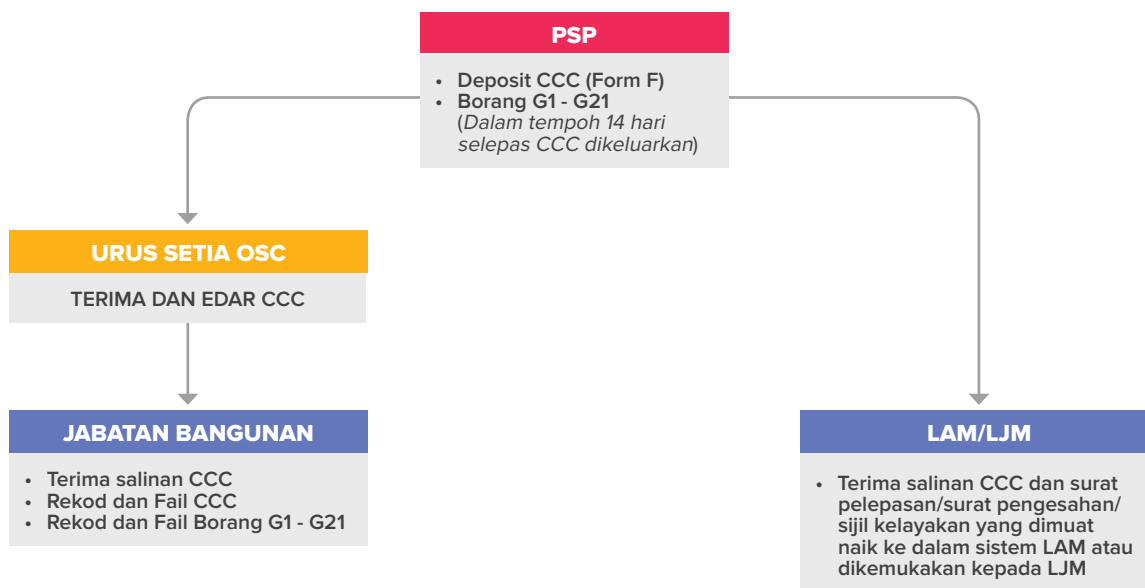 PSP
• Deposit CCC (Form F)
• Borang G1 - G21
(Dalam tempoh 14 hari
selepas CCC dikeluarkan)
URUS SETIA OSC
TERIMA DAN EDAR CCC
JABATAN BANGUNAN
• Terima salinan CCC
• Rekod dan Fail CCC
• Rekod dan Fail Borang G1 - G21
LAM/LJM
• Terima salinan CCC dan surat
pelepasan/surat pengesahan/
sijil kelayakan yang dimuat
naik ke dalam sistem LAM atau
dikemukakan kepada LJM